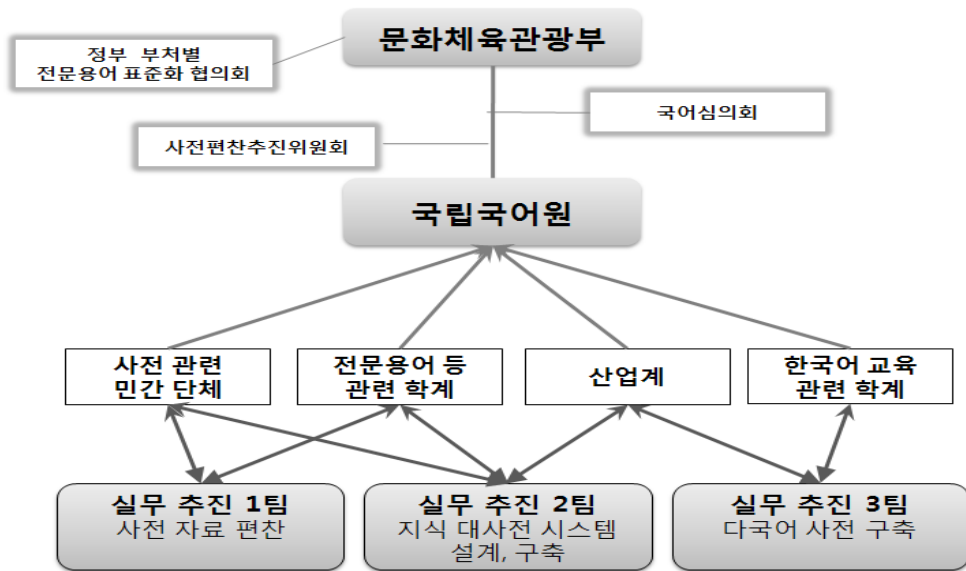 문화체육관광부
정부 부처별
전문용어 표준화 협의회
국어심의회
사전편찬추진위원회
국립국어원
사전 관련
민간 단체
전문용어 등
관련 학계
산업계
한국어 교육
관련 학계
실무 추진 1팀
사전 자료 편찬
실무 추진 2팀
지식 대사전 시스템
설계, 구축
실무 추진 3팀
다국어 사전 구축